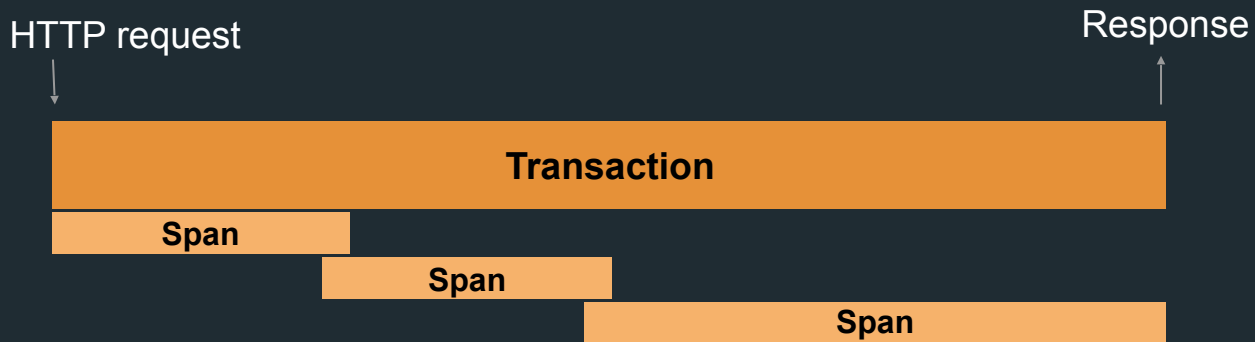 HTTP request
Response
Transaction
Span
Span
Span